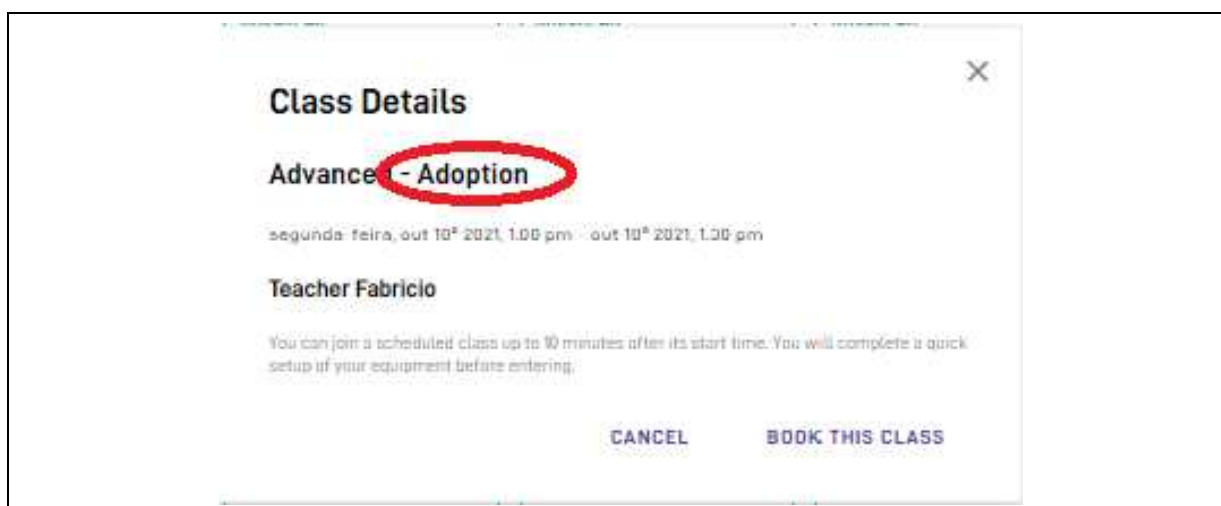 Class Details
Advanced - Adoption
segunda-feira, out 10ª 2021, 1.00 pm - out 10ª 2021, 1.30 pm
Teacher Fabricio
You can join a scheduled class up to 10 minutes after its start time. You will complete a quick
setup of your equipment before entering.
CANCEL BOOK THIS CLASS